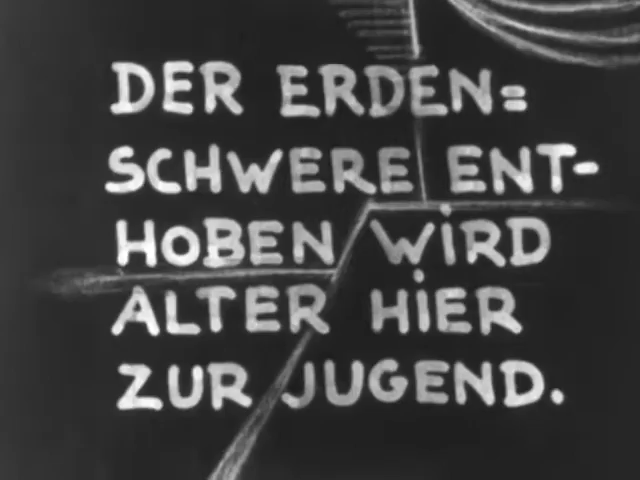 DER ERDEN=
SCHWERE ENT-
HOBEN WiRD
ALTER HiER
ZUR JUGEND.